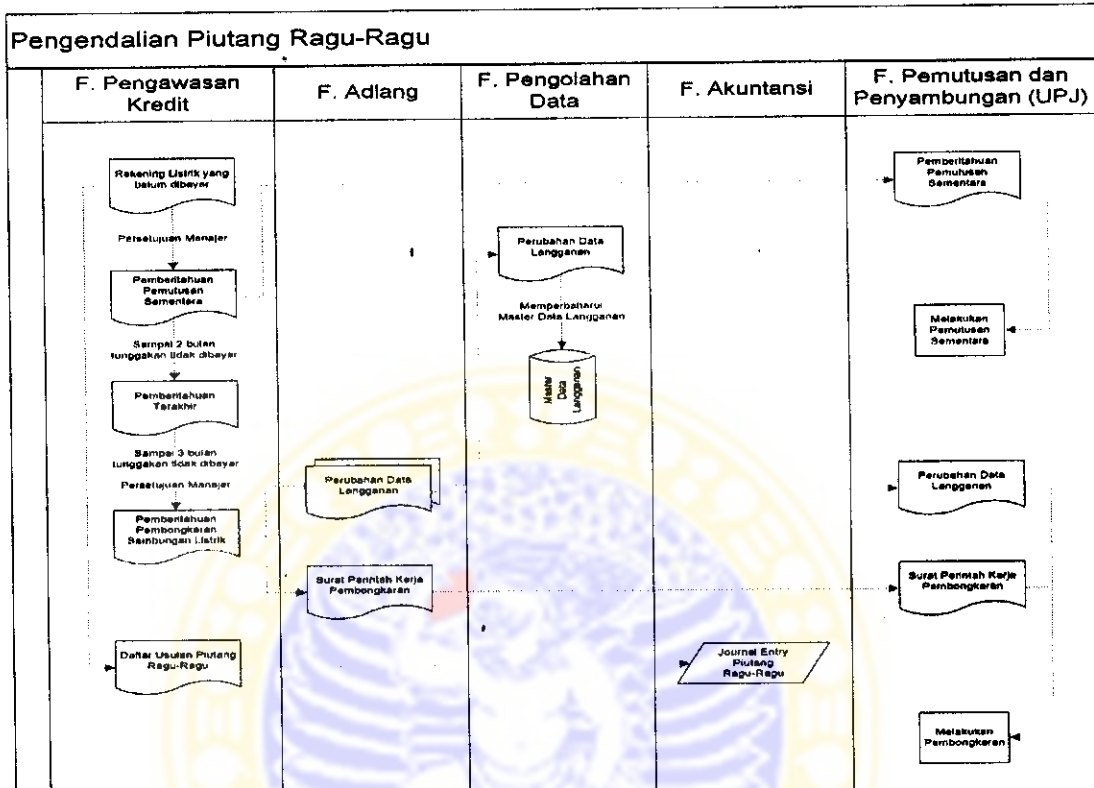 Pengendalian Piutang Ragu-Ragu
F. Pengawasan
Kredit
F. Adlang
F. Pengolahan
Data
F. Akuntansi
F. Pemutusan dan
Penyambungan (UPJ)
Rekening Listrik yang
belum dibayar
Persetujuan Manajer
Pemberitahuan
Pemutusan
Sementara
Sampai 2 bulan
tunggakan tidak dibayar
Pemberitahuan
Terakhir
Sampai 3 bulan
tunggakan tidak dibayar
Persetujuan Manajer
Pemberitahuan
Pembongkaran
Sambungan Listrik
Daftar Usulan Piutang
Ragu-Ragu
Perubahan Data
Langganan
Surat Perintah Kerja
Pembongkaran
Perubahan Data
Langganan
Memperbaharui
Master Data Langganan
Master
Data
Langganan
Journal Entry
Piutang
Ragu-Ragu
Pemberitahuan
Pemutusan
Sementara
Melakukan
Pemutusan
Sementara
Perubahan Data
Langganan
Surat Perintah Kerja
Pembongkaran
Melakukan
Pembongkaran